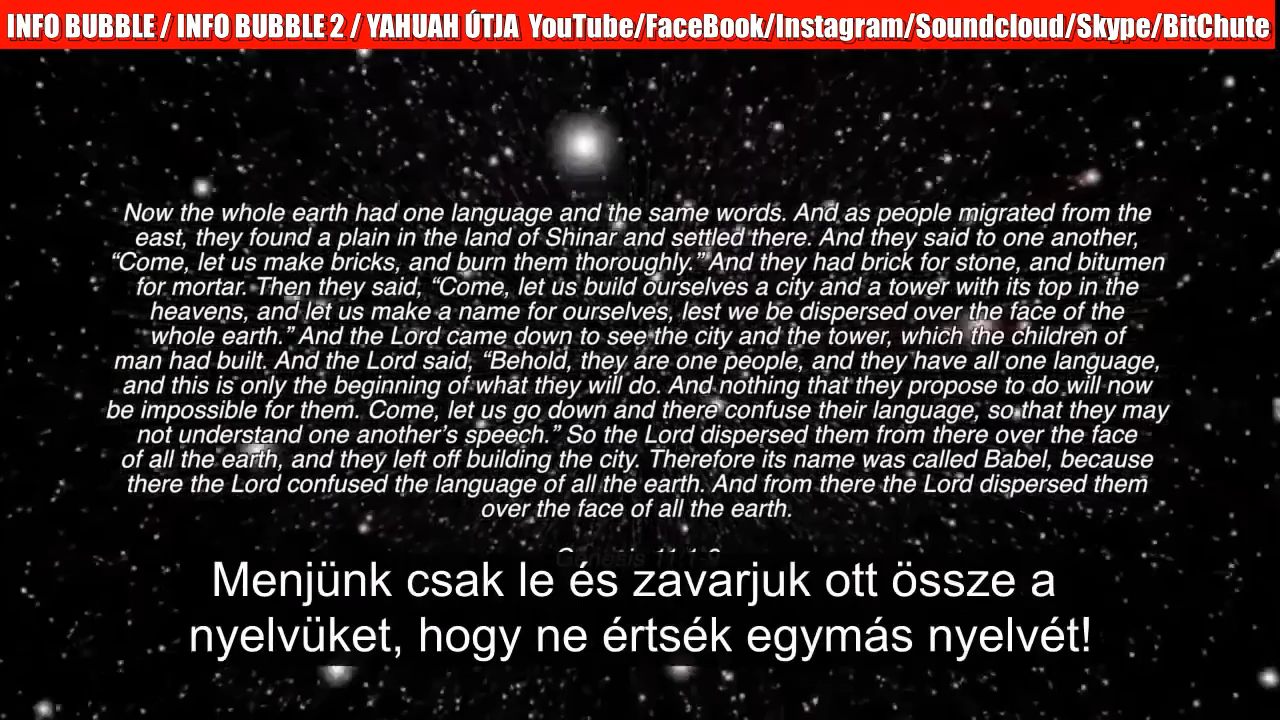 INFO BUBBLE / INFO BUBBLE 2 / YAHUAH ÚTJA YouTube/FaceBook/Instagram/Soundcloud/Skype/BitChute
Now the whole earth had one language and the same words. And as people migrated from the
east, they found a plain in the land of Shinar and settled there. And they said to one another,
“Come, let us make bricks, and burn them thoroughly.” And they had brick for stone, and bitumen
for mortar. Then they said, “Come, let us build ourselves a city and a tower with its top in the
heavens, and let us make a name for ourselves, lest we be dispersed over the face of the
whole earth.” And the Lord came down to see the city and the tower, which the children of
man had built. And the Lord said, “Behold, they are one people, and they have all one language,
and this is only the beginning of what they will do. And nothing that they propose to do will now
be impossible for them. Come, let us go down and there confuse their language, so that they may
not understand one another’s speech.” So the Lord dispersed them from there over the face
of all the earth, and they left off building the city. Therefore its name was called Babel, because
there the Lord confused the language of all the earth. And from there the Lord dispersed them
over the face of all the earth.
Genesis 11:1-9
Menjünk csak le és zavarjuk ott össze a
nyelvüket, hogy ne értsék egymás nyelvét!